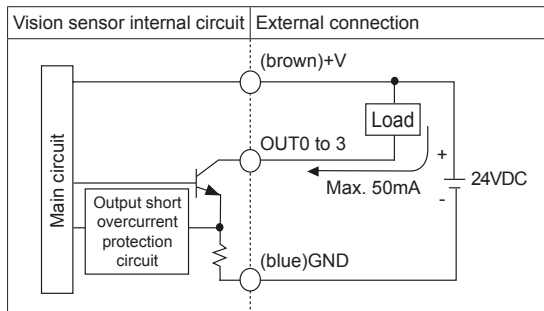 Vision sensor internal circuit
External connection
(brown)+V
Load
OUT0 to 3
+
Max. 50mA
24VDC
-
Main circuit
Output short
overcurrent
protection
circuit
(blue)GND